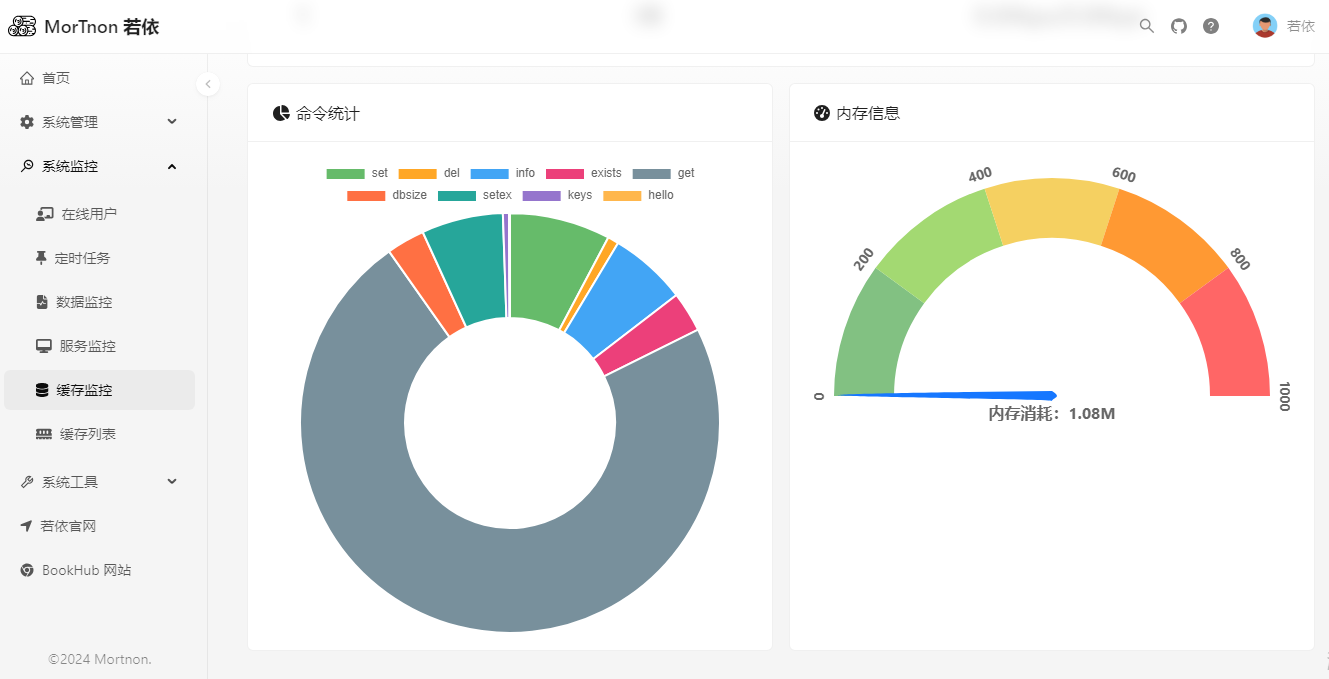 MorTnon 若依
若依
首页
系统管理
系统监控
在线用户
定时任务
数据监控
服务监控
缓存监控
缓存列表
系统工具
若依官网
BookHub 网站
©2024 Mortnon.
命令统计
set del info exists get
dbsize setex keys hello
内存信息
0
200
400
600
800
1000
内存消耗：1.08M